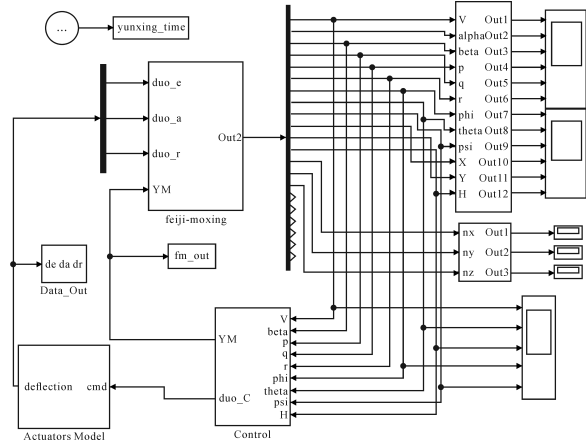 ...
yunxing_time
duo_e
duo_a
duo_r
YM
Out2
feiji-moxing
V Out1
alpha Out2
beta Out3
p Out4
q Out5
r Out6
phi Out7
theta Out8
psi Out9
X Out10
Y Out11
H Out12
nx Out1
ny Out2
nz Out3
de da dr
Data_Out
fm_out
YM
duo_C
V
beta
p
q
r
phi
theta
psi
H
Control
deflection cmd
Actuators Model